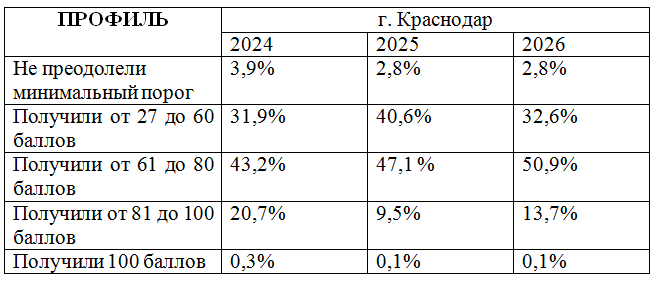 ПРОФИЛЬ г. Краснодар
2024 2025 2026
Не преодолели 3,9% 2,8% 2,8%
минимальный порог
Получили от 27 до 60 31,9% 40,6% 32,6%
баллов
Получили от 61 до 80 43,2% 47,1% 50,9%
баллов
Получили от 81 до 100 20,7% 9,5% 13,7%
баллов
Получили 100 баллов 0,3% 0,1% 0,1%